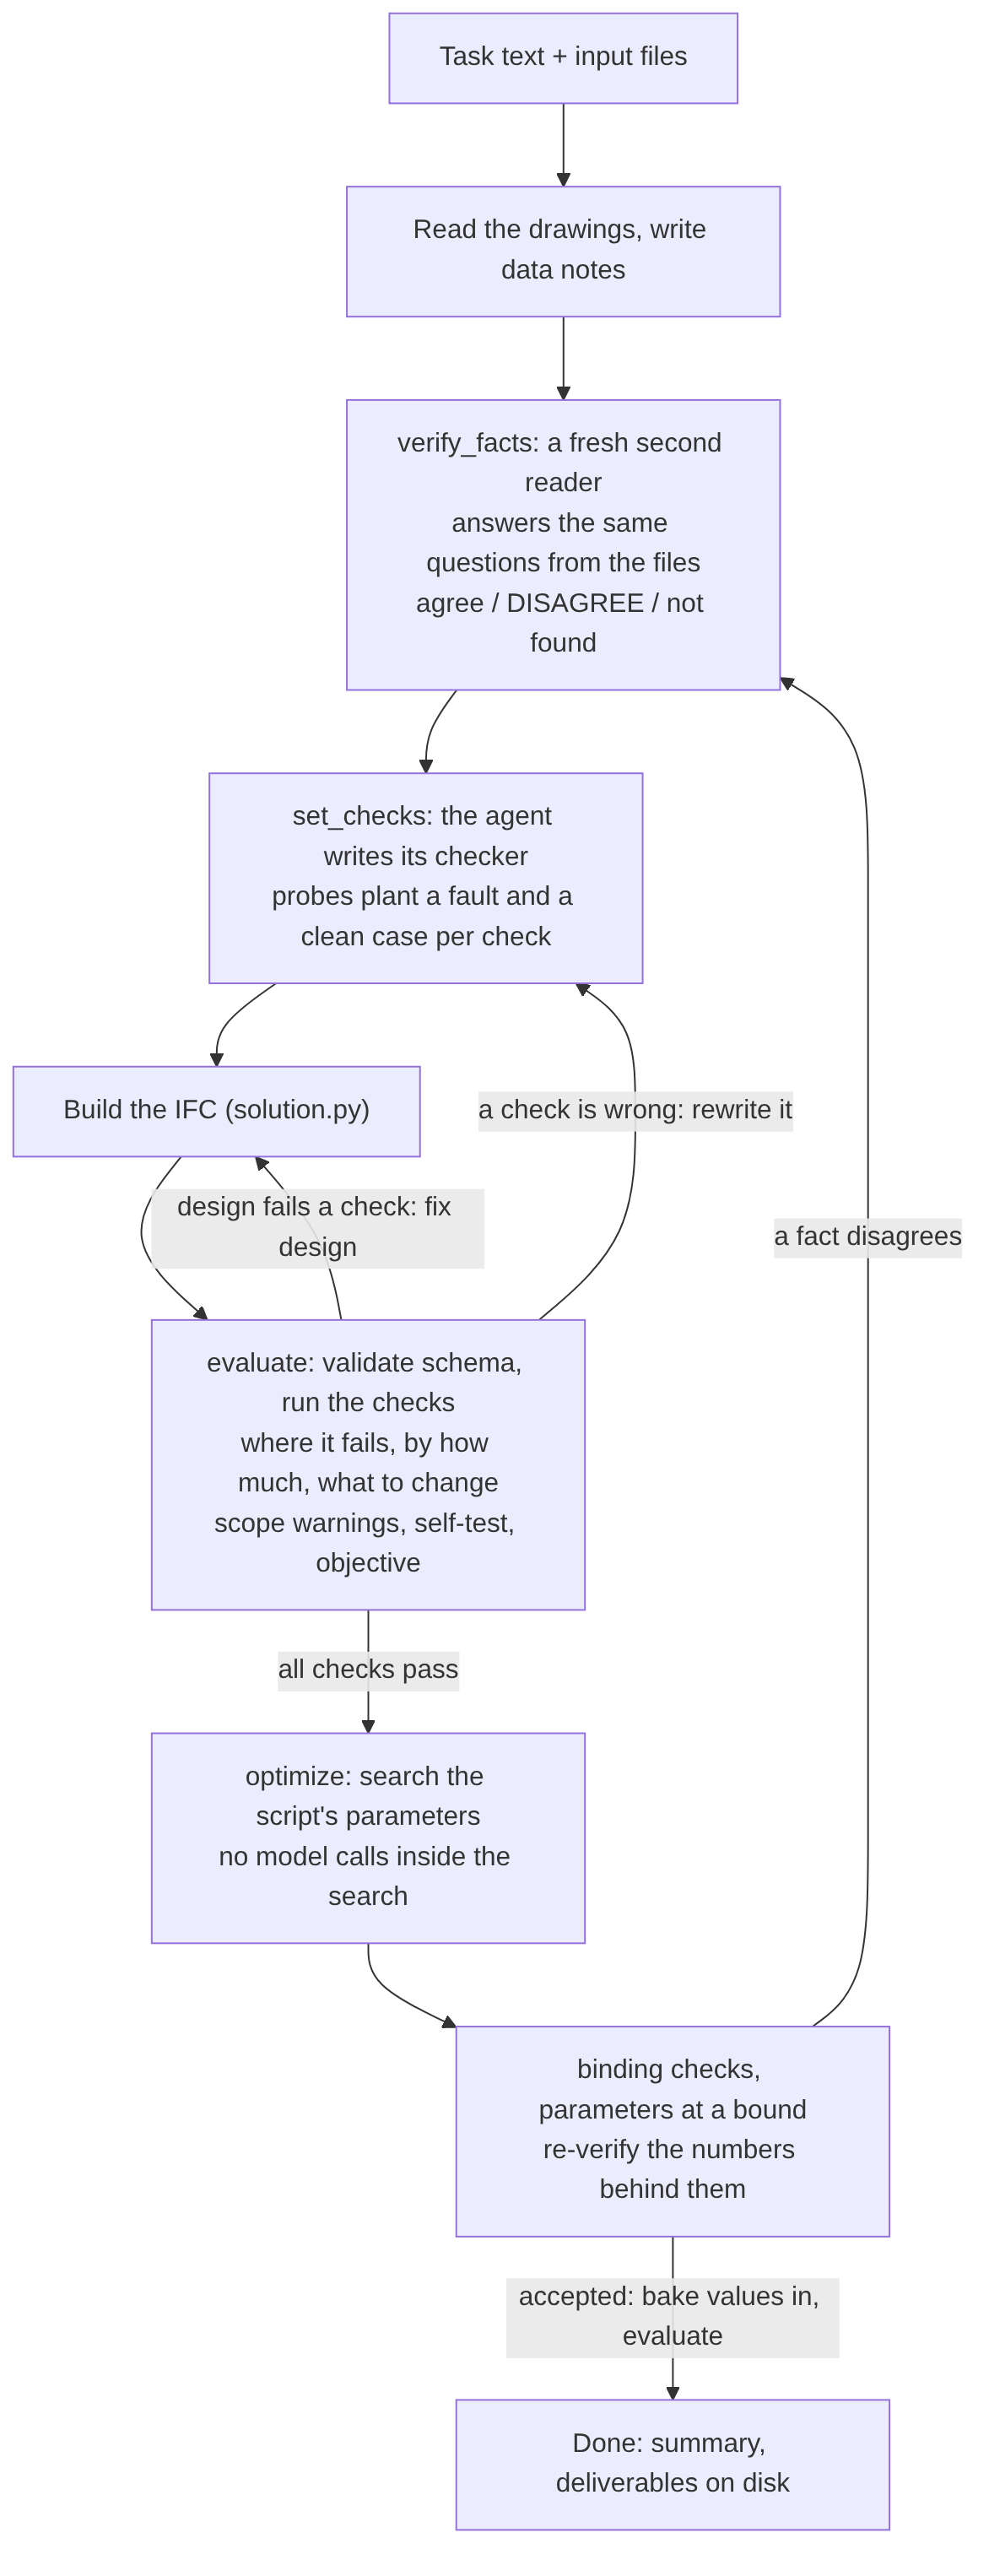 Task text + input files
Read the drawings, write
data notes
verify_facts: a fresh second
reader
answers the same
questions from the files
agree / DISAGREE / not
found
set_checks: the agent
writes its checker
probes plant a fault and a
clean case per check
Build the IFC (solution.py)
a check is wrong: rewrite it
design fails a check: fix
design
a fact disagrees
evaluate: validate schema,
run the checks
where it fails, by how
much, what to change
scope warnings, self-test,
objective
all checks pass
optimize: search the
script's parameters
no model calls inside the
search
binding checks,
parameters at a bound
re-verify the numbers
behind them
accepted: bake values in,
evaluate
Done: summary,
deliverables on disk